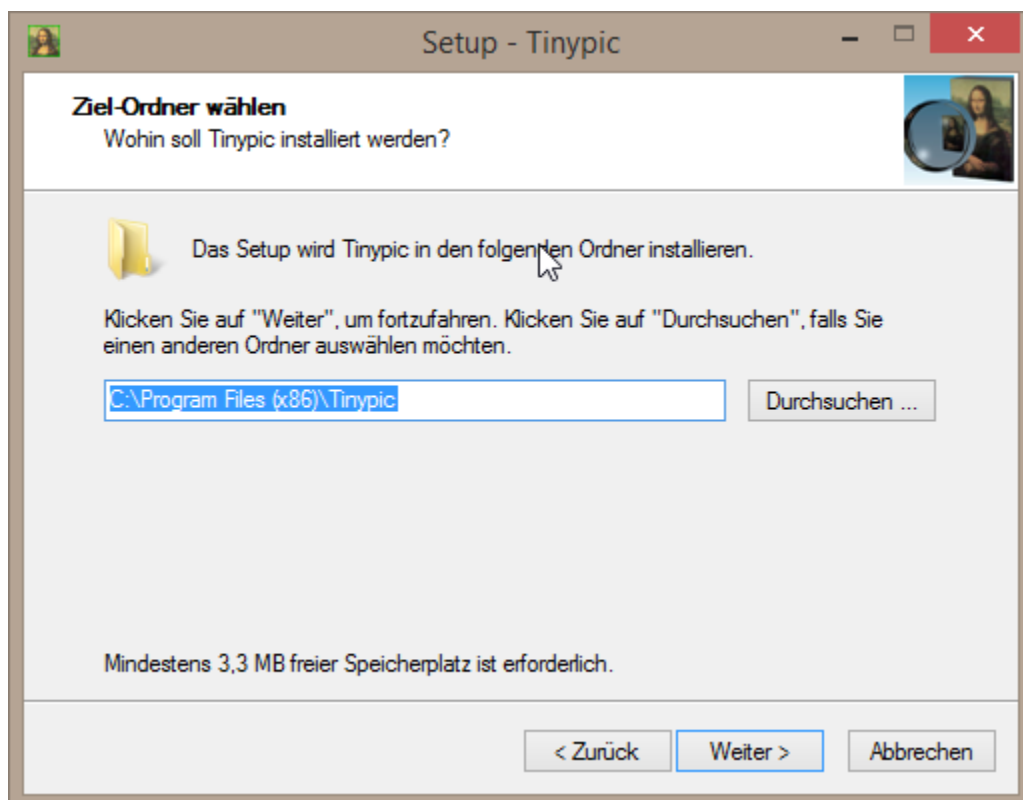 Setup - Tinypic
Ziel-Ordner wählen
Wohin soll Tinypic installiert werden?
Das Setup wird Tinypic in den folgenden Ordner installieren.
Klicken Sie auf "Weiter", um fortzufahren. Klicken Sie auf "Durchsuchen", falls Sie
einen anderen Ordner auswählen möchten.
C:\Program Files (x86)\Tinypic
Durchsuchen ...
Mindestens 3,3 MB freier Speicherplatz ist erforderlich.
< Zurück
Weiter >
Abbrechen